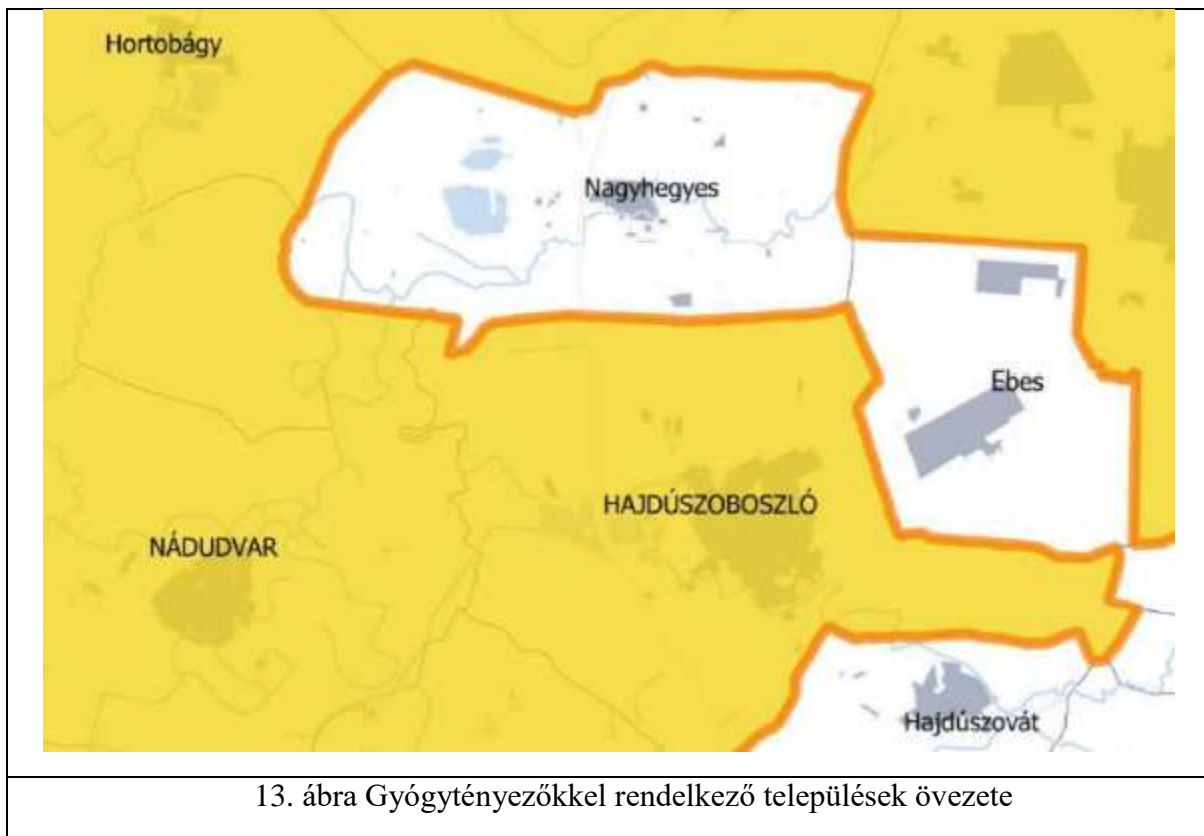 Hortobágy
Nagyhegyes
Ebes
HAJDÚSZOBOSZLÓ
NÁDUDVAR
Hajdúszovát
13. ábra Gyógytényezőkkel rendelkező települések övezete